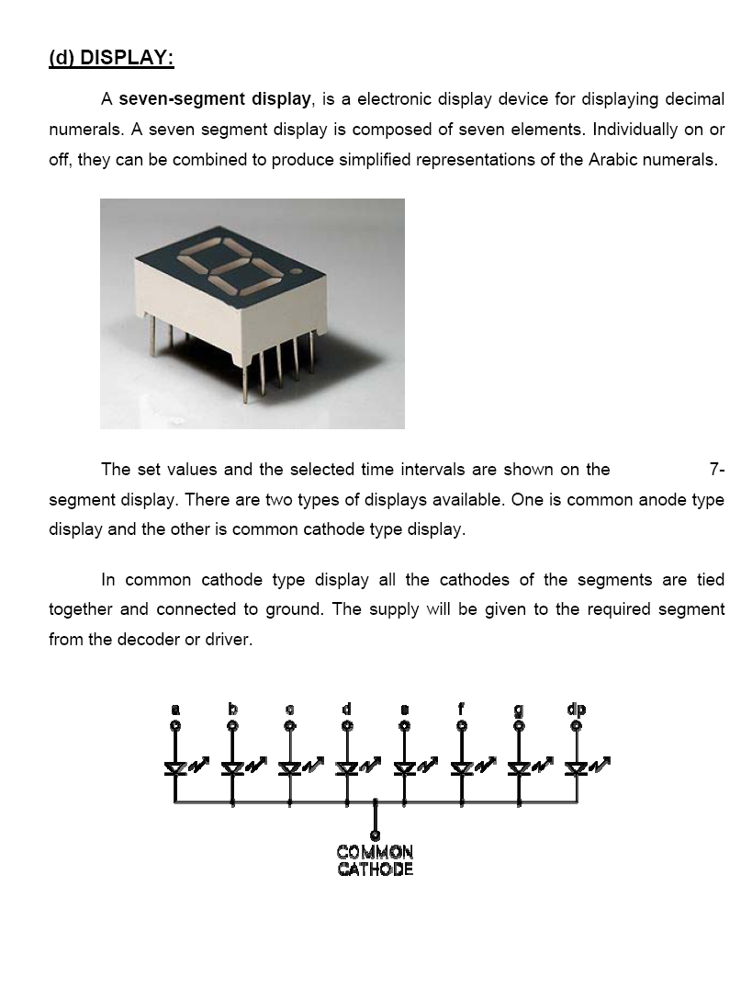 (d) DISPLAY:
A seven-segment display, is a electronic display device for displaying decimal
numerals. A seven segment display is composed of seven elements. Individually on or
off, they can be combined to produce simplified representations of the Arabic numerals.
The set values and the selected time intervals are shown on the 7-
segment display. There are two types of displays available. One is common anode type
display and the other is common cathode type display.
In common cathode type display all the cathodes of the segments are tied
together and connected to ground. The supply will be given to the required segment
from the decoder or driver.
a b c d e f g dp
COMMON
CATHODE